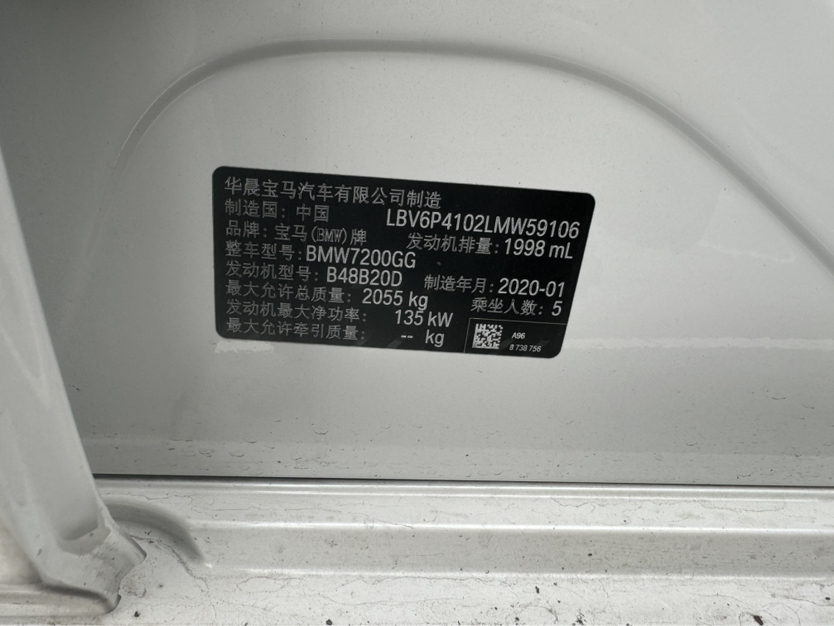 华晨宝马汽车有限公司制造
制造国：中国 LBV6P4102LMW59106
品牌：宝马(BMW)牌 发动机排量：1998 mL
整车型号：BMW7200GG
发动机型号：B48B20D 制造年月：2020-01
最大允许总质量：2055 kg 乘坐人数：5
发动机最大净功率：135 kW
最大允许牵引质量：-- kg
A96
8 738 756